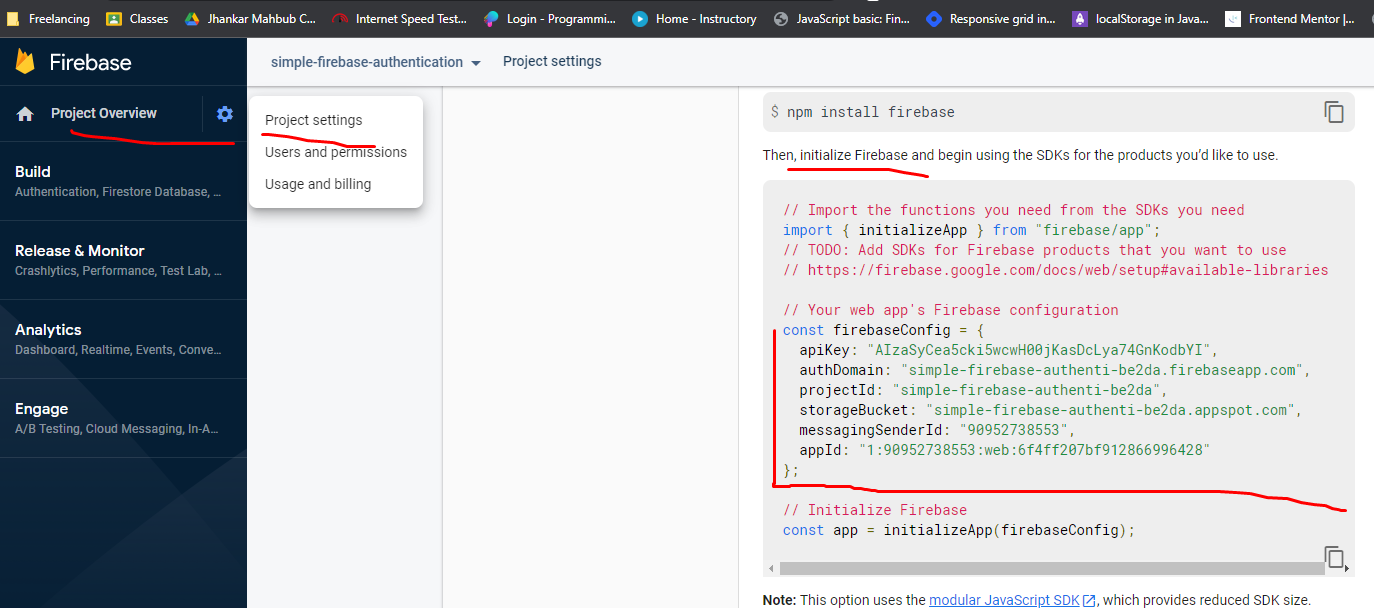 Freelancing
Classes
Jhankar Mahbub C...
Internet Speed Test...
Login - Programmi...
Home - Instructory
JavaScript basic: Fin...
Responsive grid in...
localStorage in Java...
Frontend Mentor |...
Firebase
simple-firebase-authentication
Project settings
Project Overview
Project settings
Users and permissions
Usage and billing
Build
Authentication, Firestore Database, ...
Release & Monitor
Crashlytics, Performance, Test Lab, ...
Analytics
Dashboard, Realtime, Events, Conve...
Engage
A/B Testing, Cloud Messaging, In-A...
$ npm install firebase
Then, initialize Firebase and begin using the SDKs for the products you'd like to use.
// Import the functions you need from the SDKs you need
import { initializeApp } from "firebase/app";
// TODO: Add SDKs for Firebase products that you want to use
// https://firebase.google.com/docs/web/setup#available-libraries
// Your web app's Firebase configuration
const firebaseConfig = {
apiKey: "AIzaSyCea5cki5wcwH00jKasDcLya74GnKodbYI",
authDomain: "simple-firebase-authenti-be2da.firebaseapp.com",
projectId: "simple-firebase-authenti-be2da",
storageBucket: "simple-firebase-authenti-be2da.appspot.com",
messagingSenderId: "90952738553",
appId: "1:90952738553:web:6f4ff207bf912866996428"
};
// Initialize Firebase
const app = initializeApp(firebaseConfig);
Note: This option uses the modular JavaScript SDK, which provides reduced SDK size.